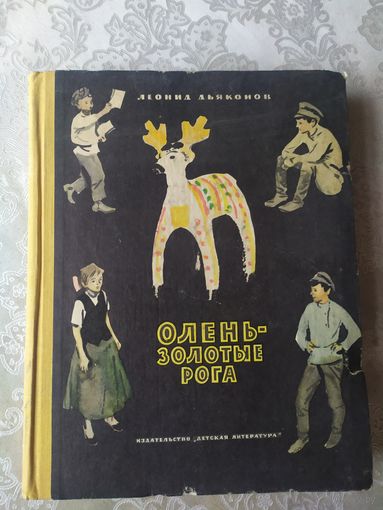 ЛЕОНИД ДЬЯКОНОВ
ОЛЕНЬ-
ЗОЛОТЫЕ
РОГА
ИЗДАТЕЛЬСТВО „ДЕТСКАЯ ЛИТЕРАТУРА"